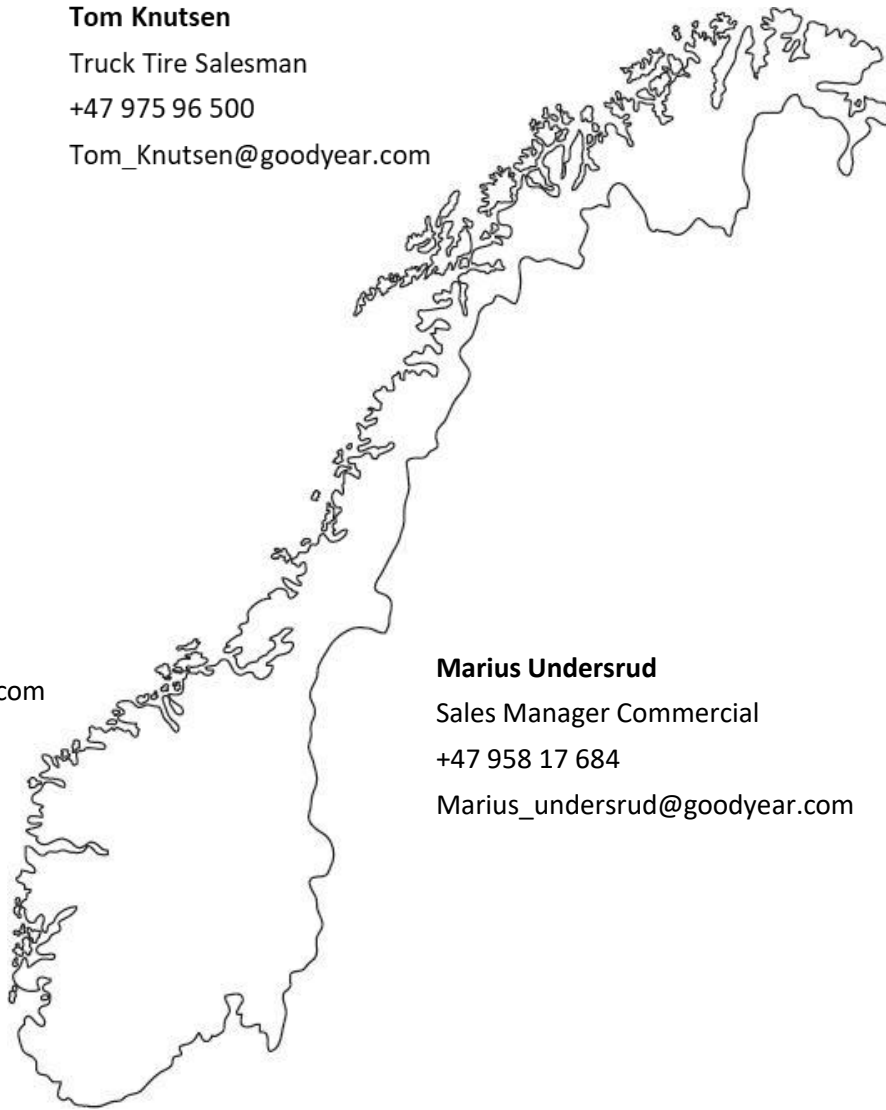 Tom Knutsen
Truck Tire Salesman
+47 975 96 500
Tom_Knutsen@goodyear.com
com
Marius Undersrud
Sales Manager Commercial
+47 958 17 684
Marius_undersrud@goodyear.com